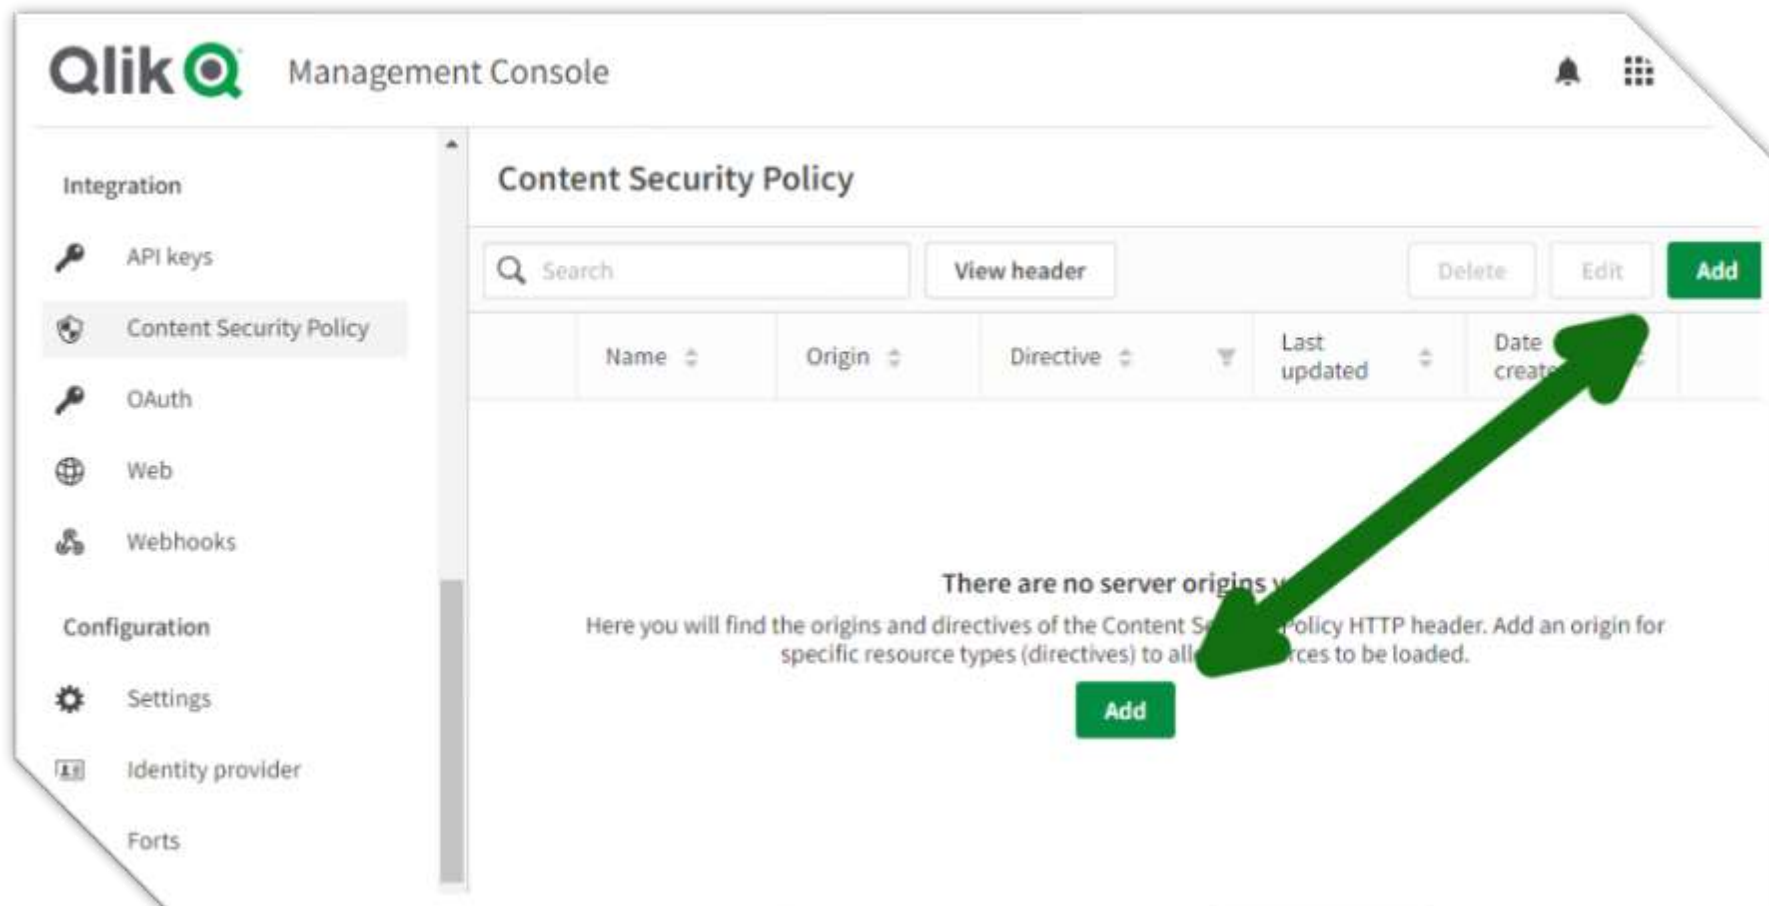 Qlik Management Console
Integration
API keys
Content Security Policy
OAuth
Web
Webhooks
Configuration
Settings
Identity provider
Forts
Content Security Policy
Search
View header
Delete
Edit
Add
Name
Origin
Directive
Last
updated
Date
create
There are no server origins
Here you will find the origins and directives of the Content Policy HTTP header. Add an origin for
specific resource types (directives) to to be loaded.
Add